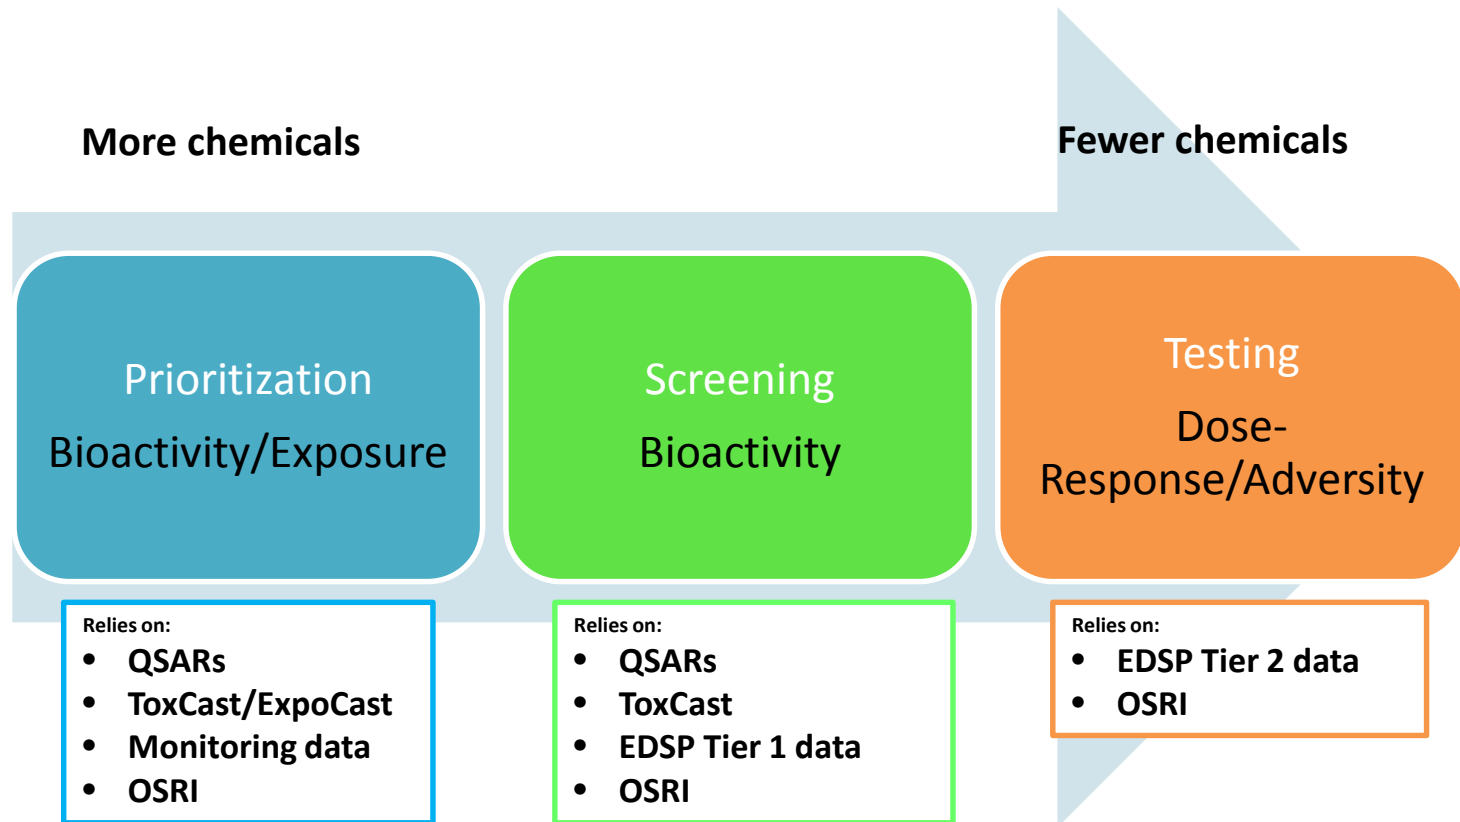 More chemicals
Fewer chemicals
Prioritization
Bioactivity/Exposure
Screening
Bioactivity
Testing
Dose-
Response/Adversity
Relies on:
• QSARs
• ToxCast/ExpoCast
• Monitoring data
• OSRI
Relies on:
• QSARs
• ToxCast
• EDSP Tier 1 data
• OSRI
Relies on:
• EDSP Tier 2 data
• OSRI